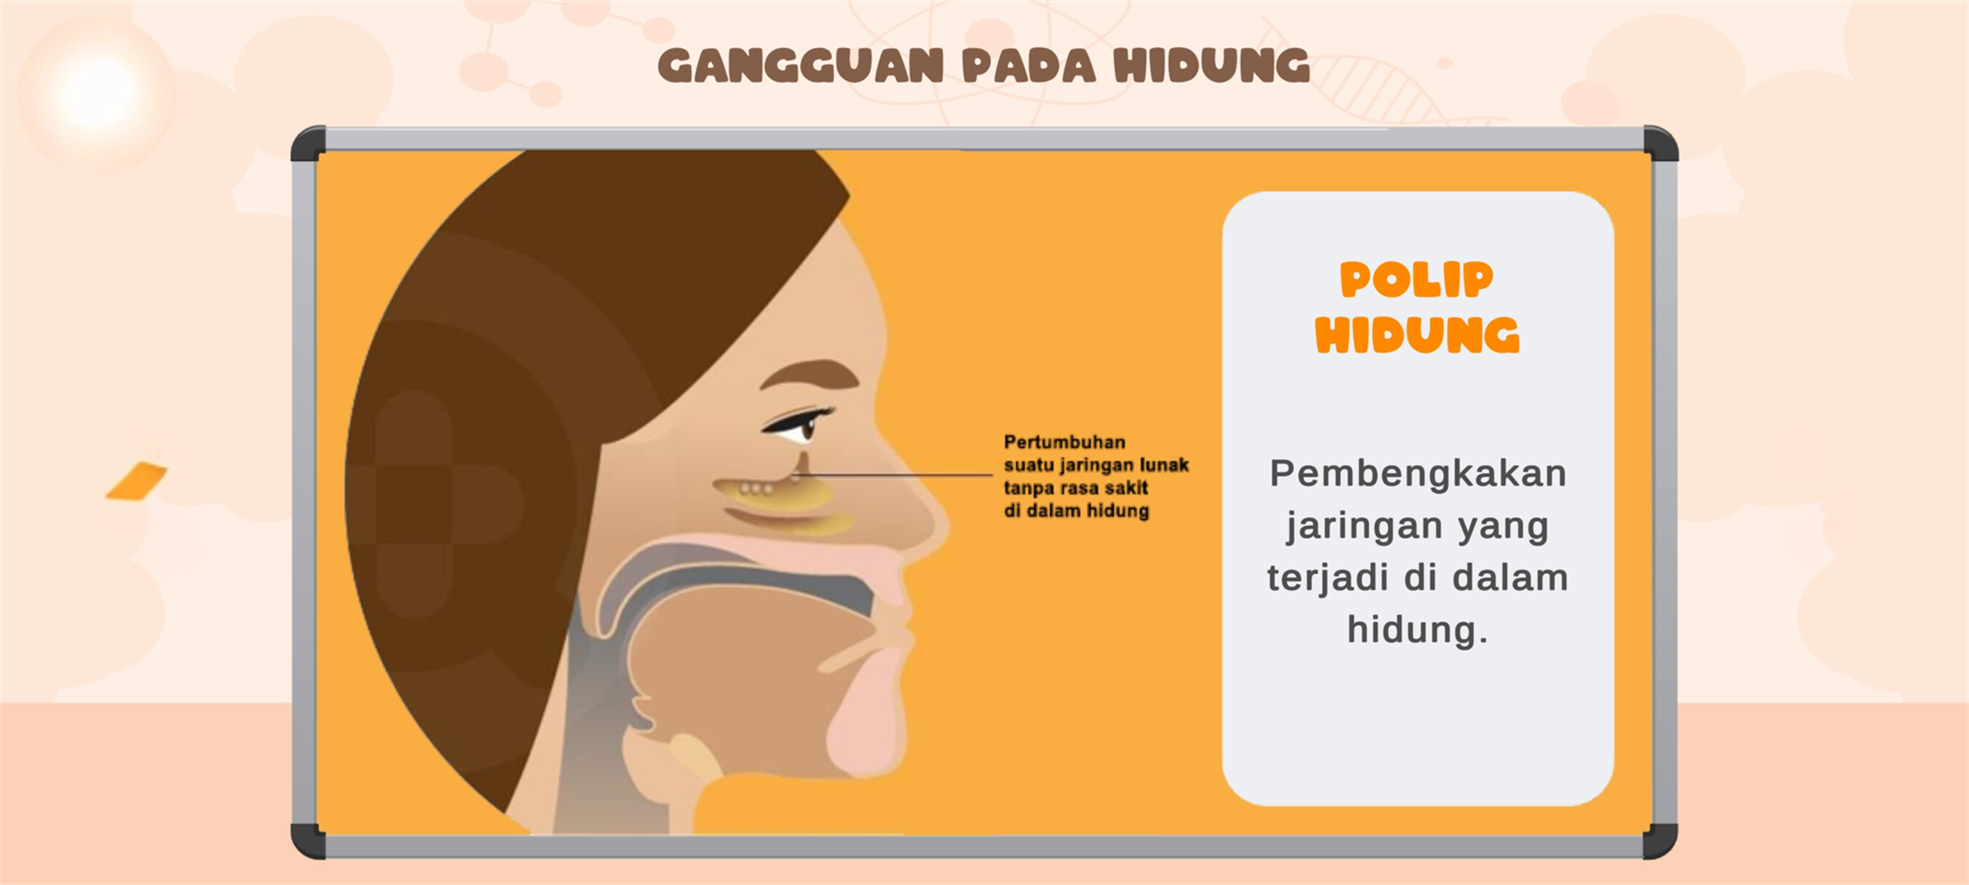 GANGGUAN PADA HIDUNG
Pertumbuhan
suatu jaringan lunak
tanpa rasa sakit
di dalam hidung
POLIP
HIDUNG
Pembengkakan
jaringan yang
terjadi di dalam
hidung.